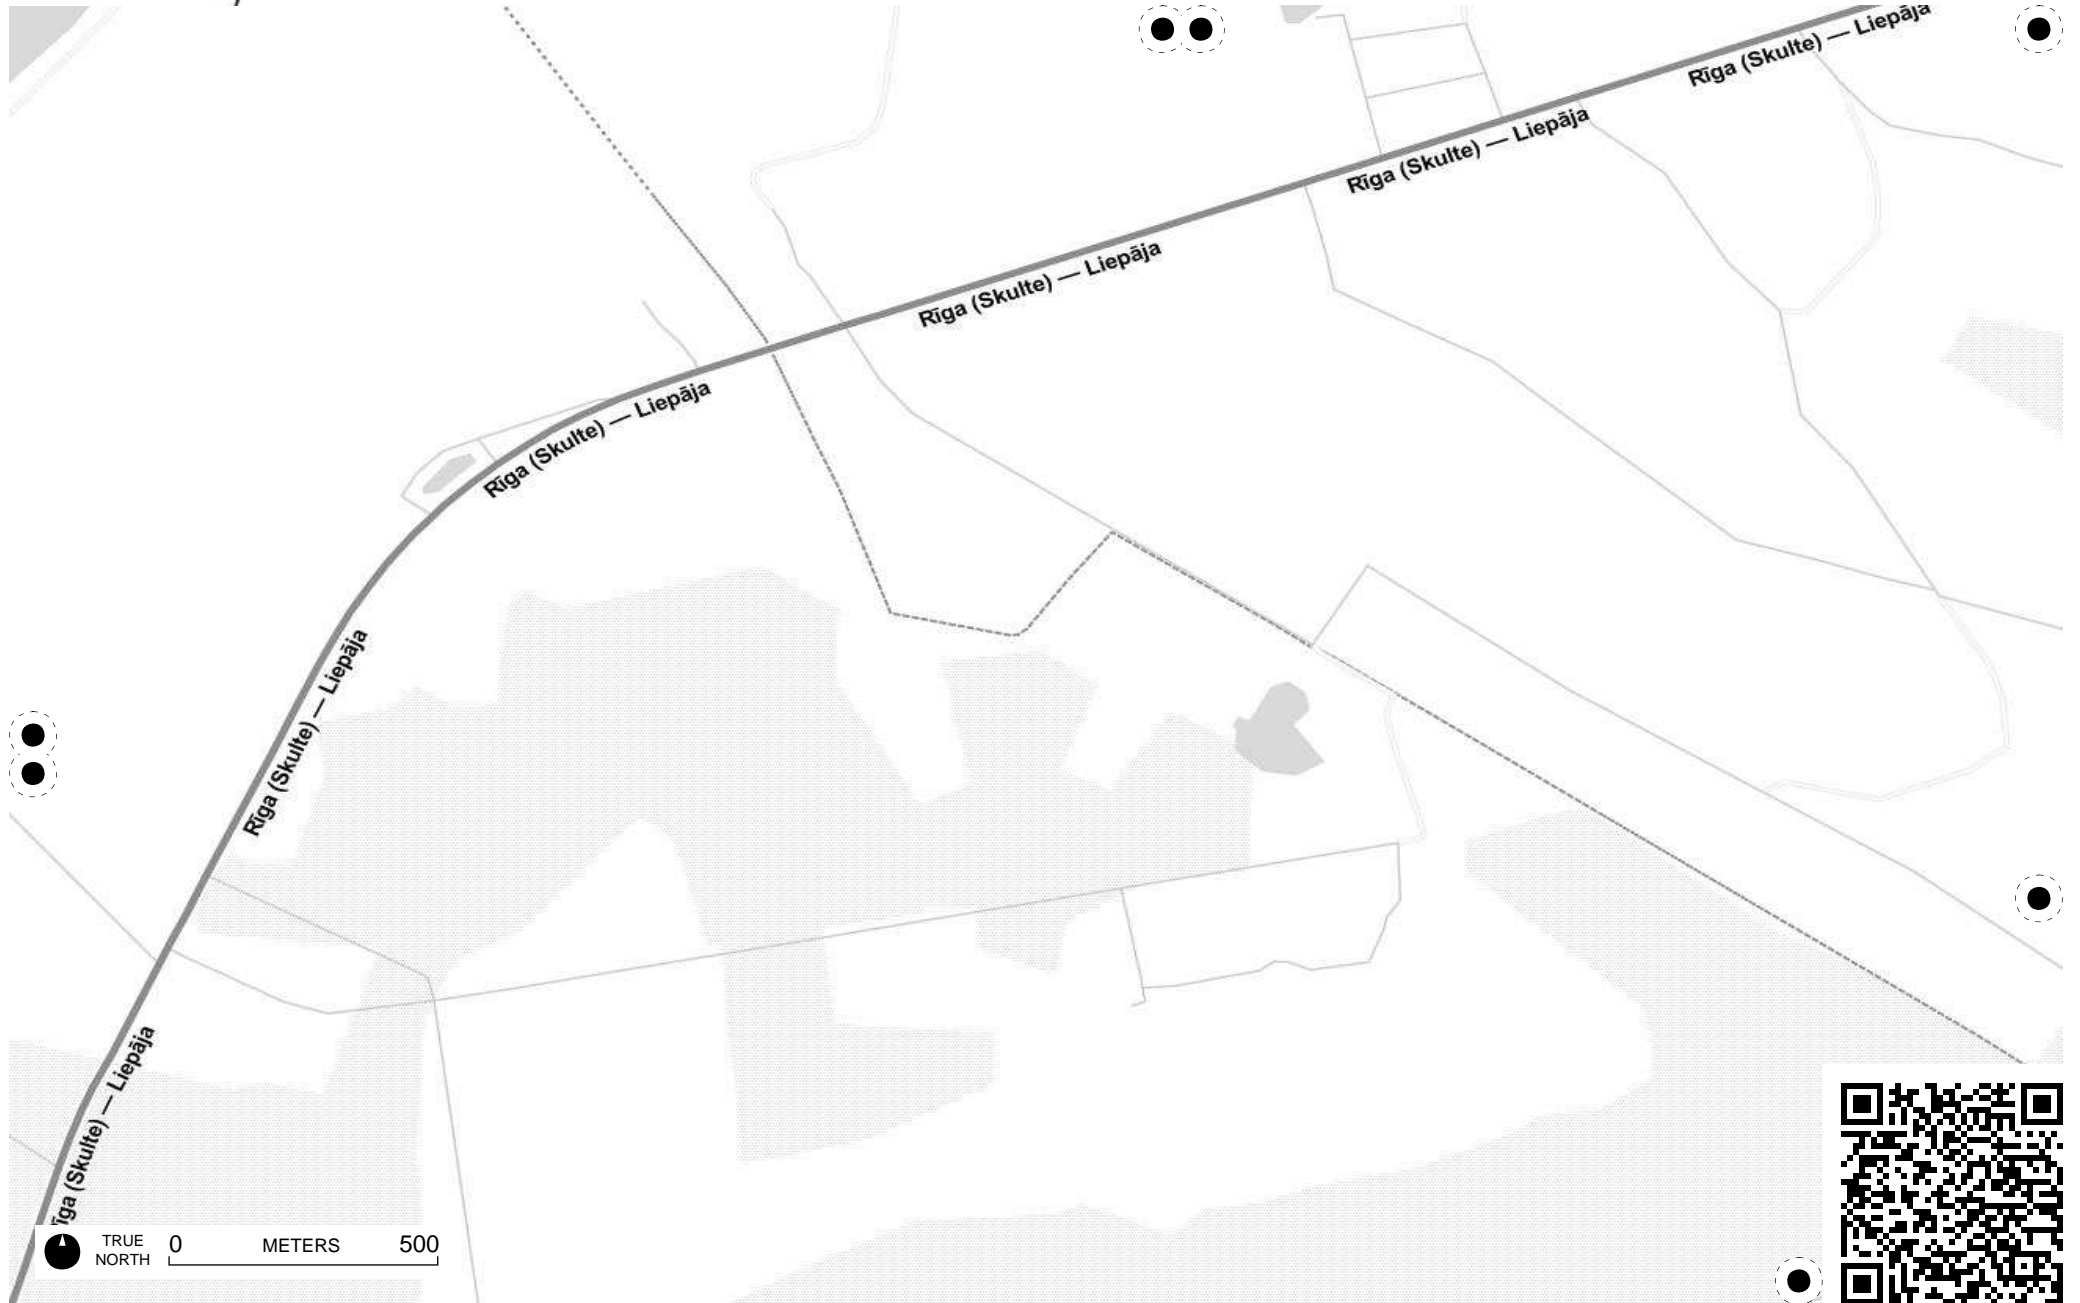 Rīga (Skulte) — Liepāja
Rīga (Skulte) — Liepāja
Rīga (Skulte) — Liepāja
Rīga (Skulte) — Liepāja
Rīga (Skulte) — Liepāja
Rīga (Skulte) — Liepāja
Rīga (Skulte) — Liepāja
TRUE
NORTH
0 METERS 500